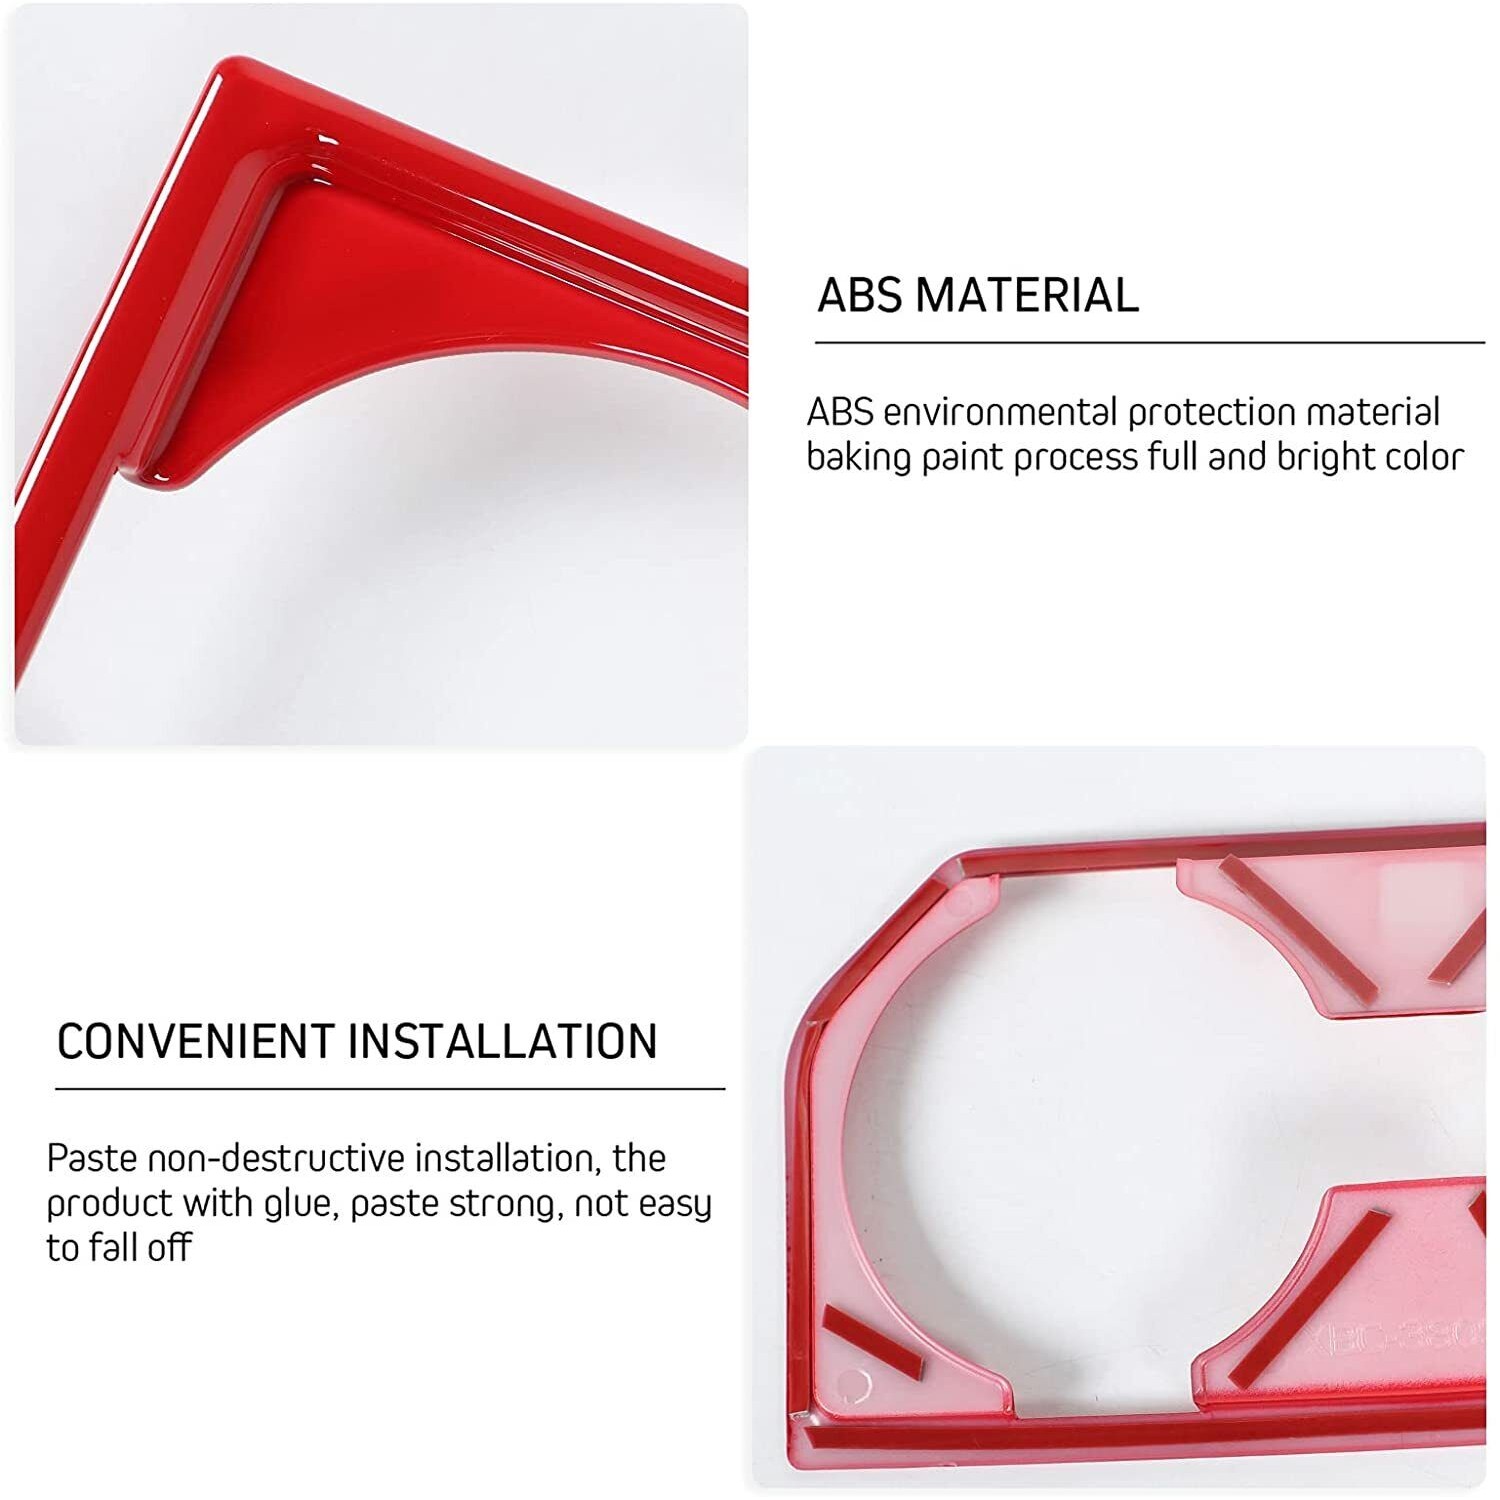 ABS MATERIAL
ABS environmental protection material
baking paint process full and bright color
CONVENIENT INSTALLATION
Paste non-destructive installation, the
product with glue, paste strong, not easy
to fall off